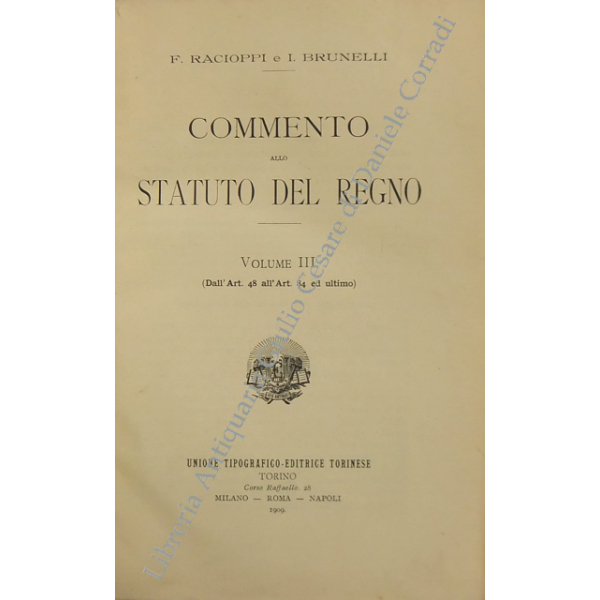 F. RACIOPPI e I. BRUNELLI
COMMENTO
ALLO
STATUTO DEL REGNO
VOLUME III
(Dall'Art. 48 all'Art. 84 ed ultimo)
UNIONE TIPOGRAFICO-EDITRICE TORINESE
TORINO
Corso Raffaello, 28
MILANO — ROMA — NAPOLI
1909.
Libreria Antiquaria Giulio Cesare di Daniele Corradi